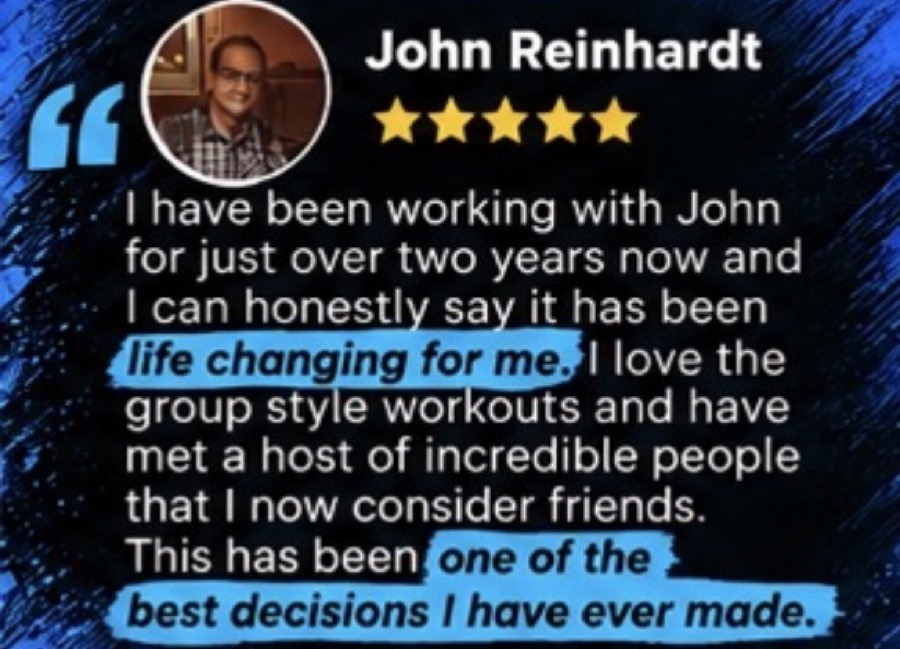 John Reinhardt
“
I have been working with John
for just over two years now and
I can honestly say it has been
life changing for me. I love the
group style workouts and have
met a host of incredible people
that I now consider friends.
This has been one of the
best decisions I have ever made.